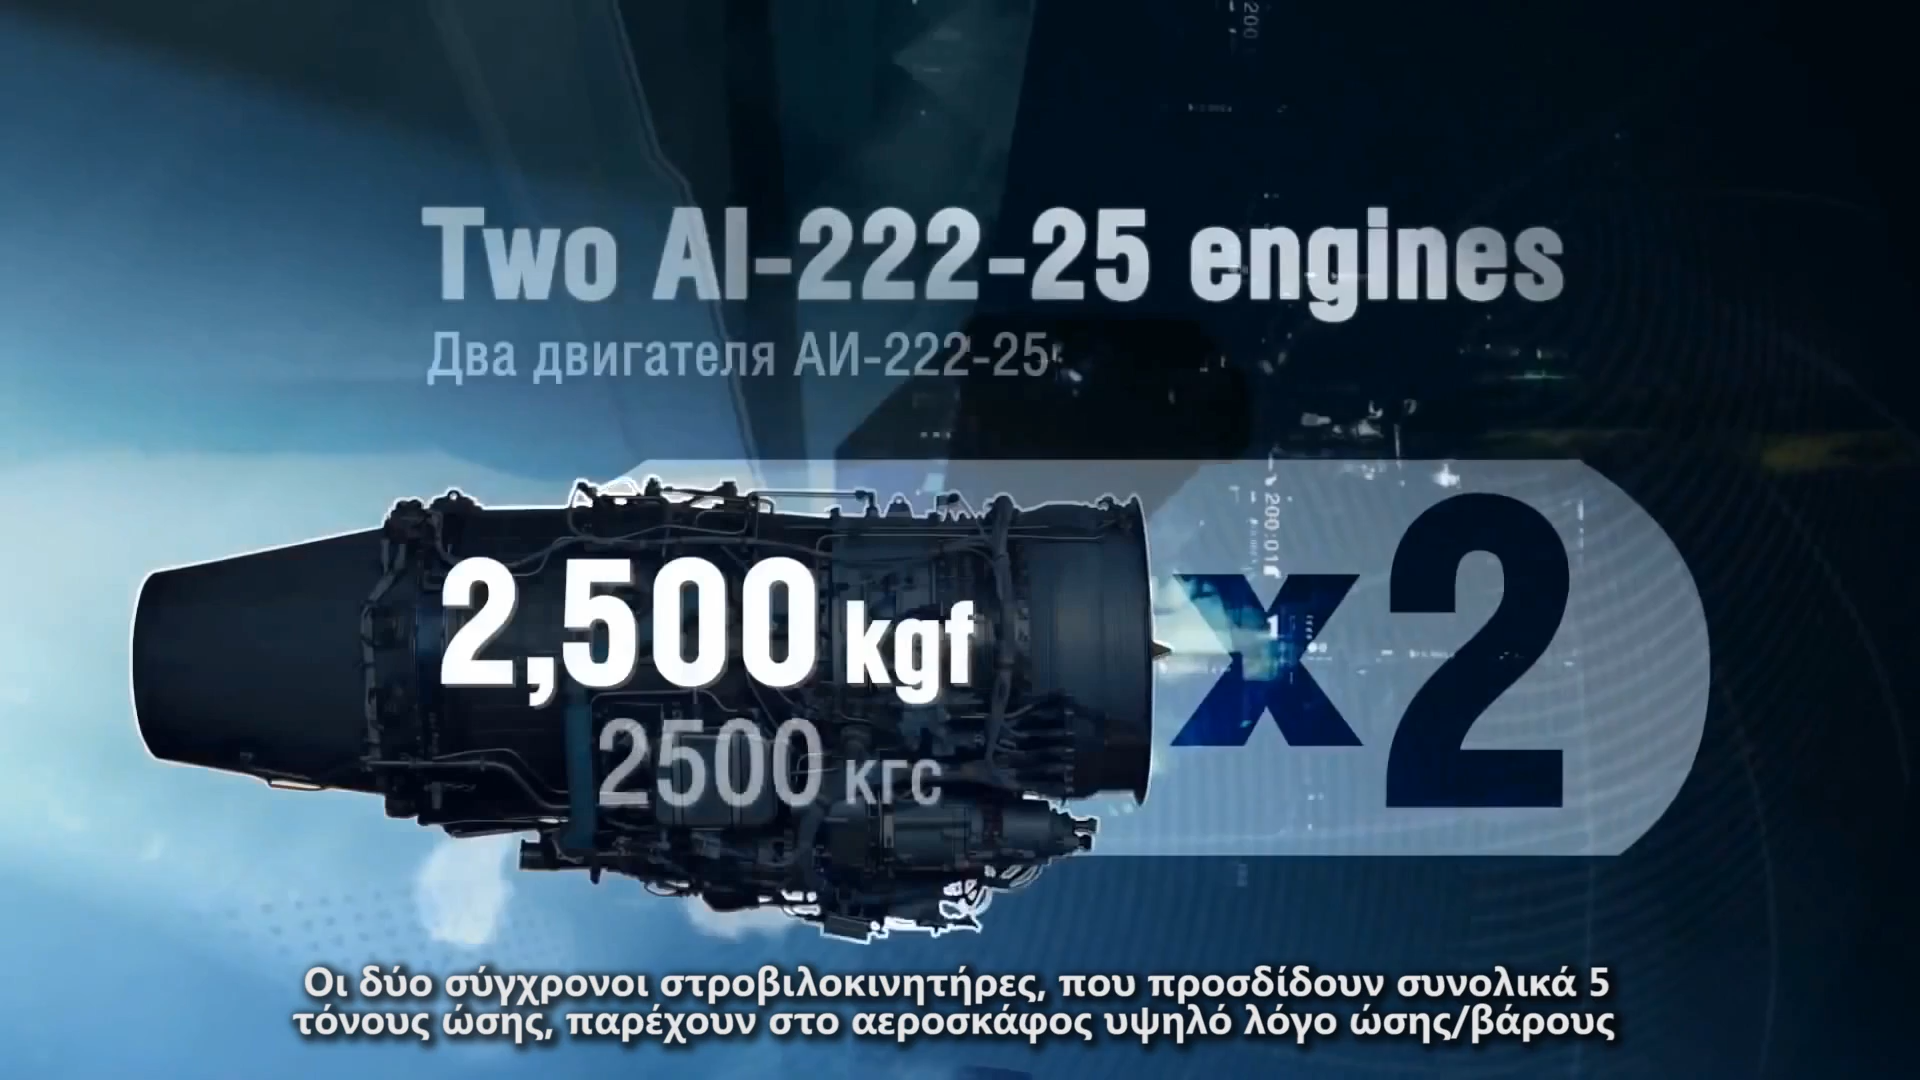 Two AI-222-25 engines
Два двигателя АИ-222-25
2,500 kgf
2500 кгс
x2
Οι δύο σύγχρονοι στροβιλοκινητήρες, που προσδίδουν συνολικά 5
τόνους ώσης, παρέχουν στο αεροσκάφος υψηλό λόγο ώσης/βάρους